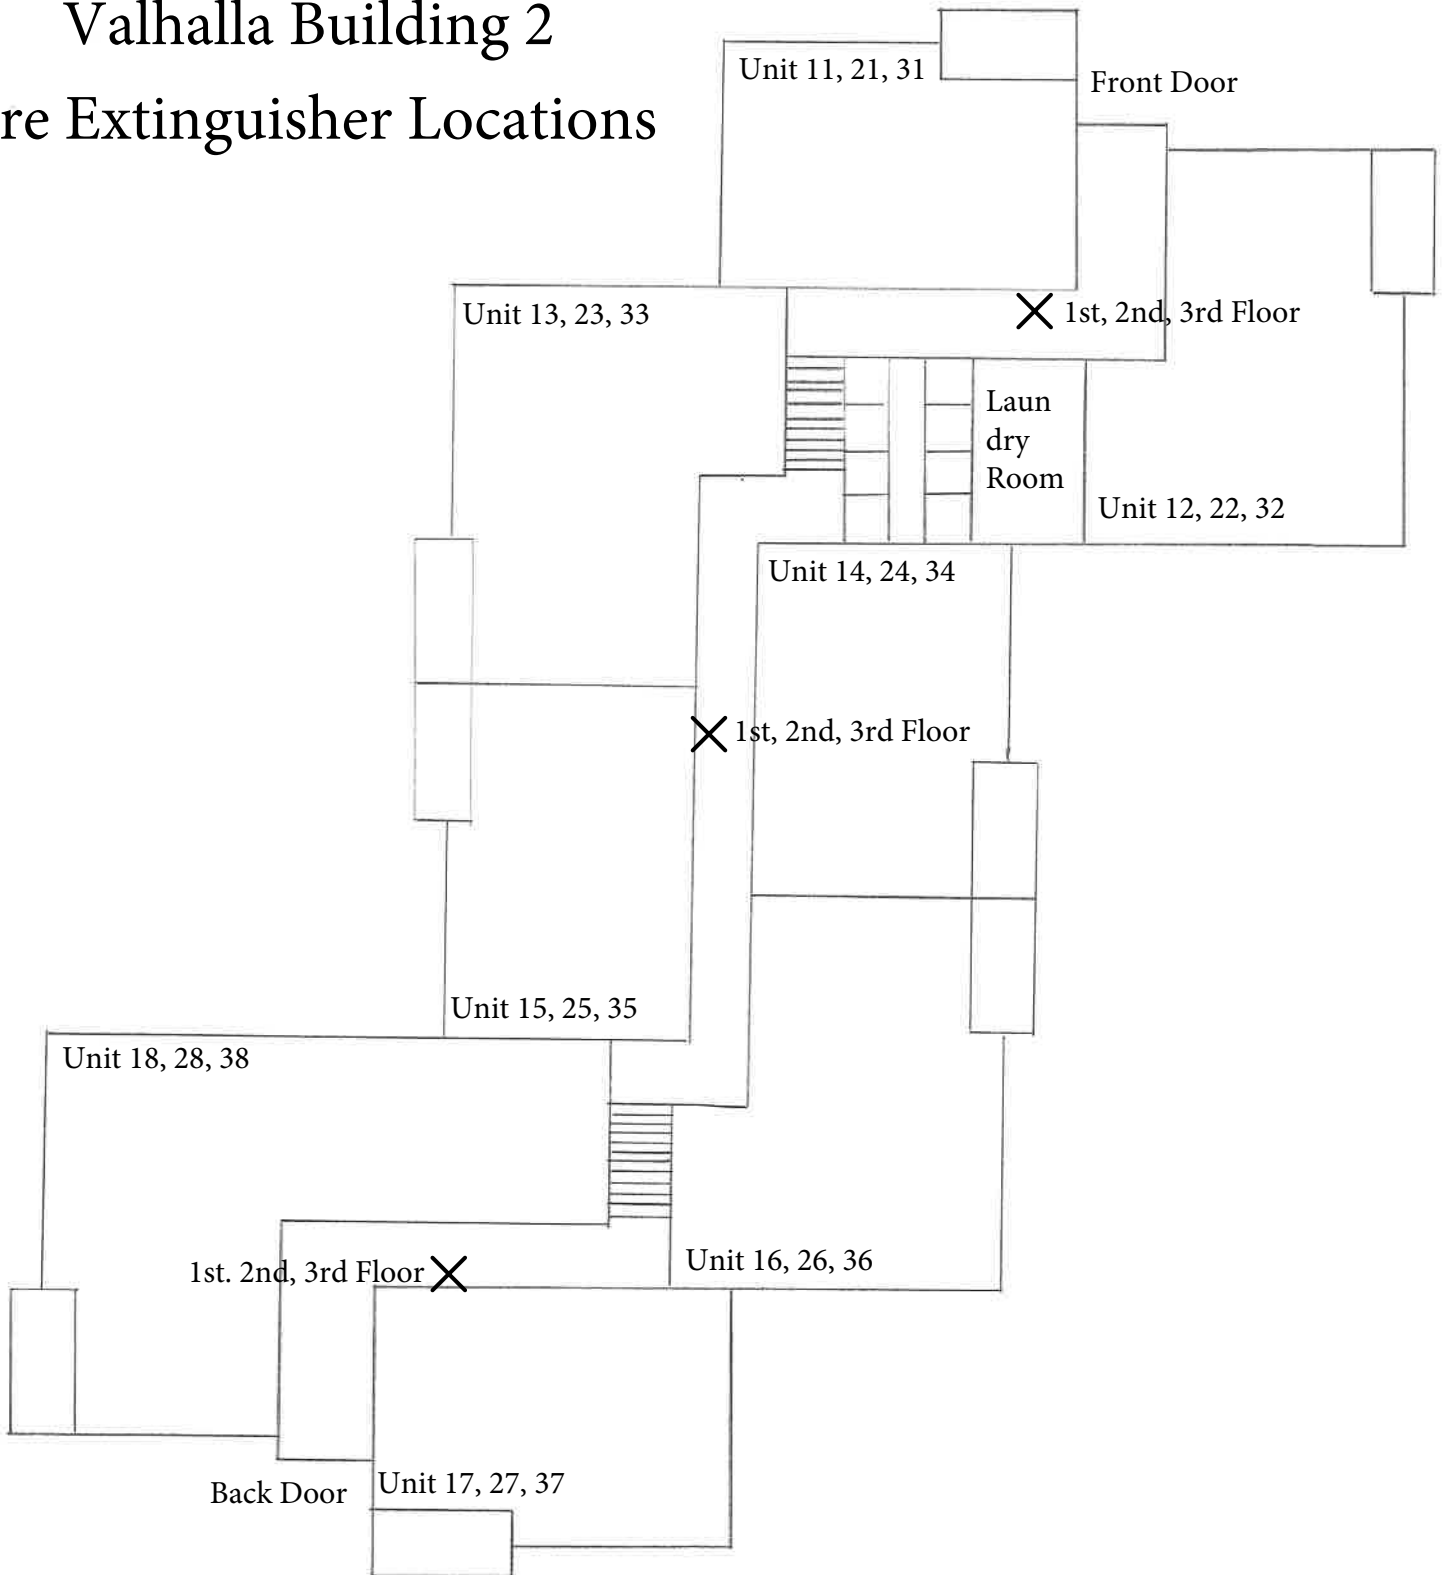 Valhalla Building 2
re Extinguisher Locations
Unit 11, 21, 31
Front Door
Unit 13, 23, 33
1st, 2nd, 3rd Floor
Laun
dry
Room
Unit 12, 22, 32
Unit 14, 24, 34
1st, 2nd, 3rd Floor
Unit 15, 25, 35
Unit 18, 28, 38
Unit 16, 26, 36
1st. 2nd, 3rd Floor
Unit 17, 27, 37
Back Door